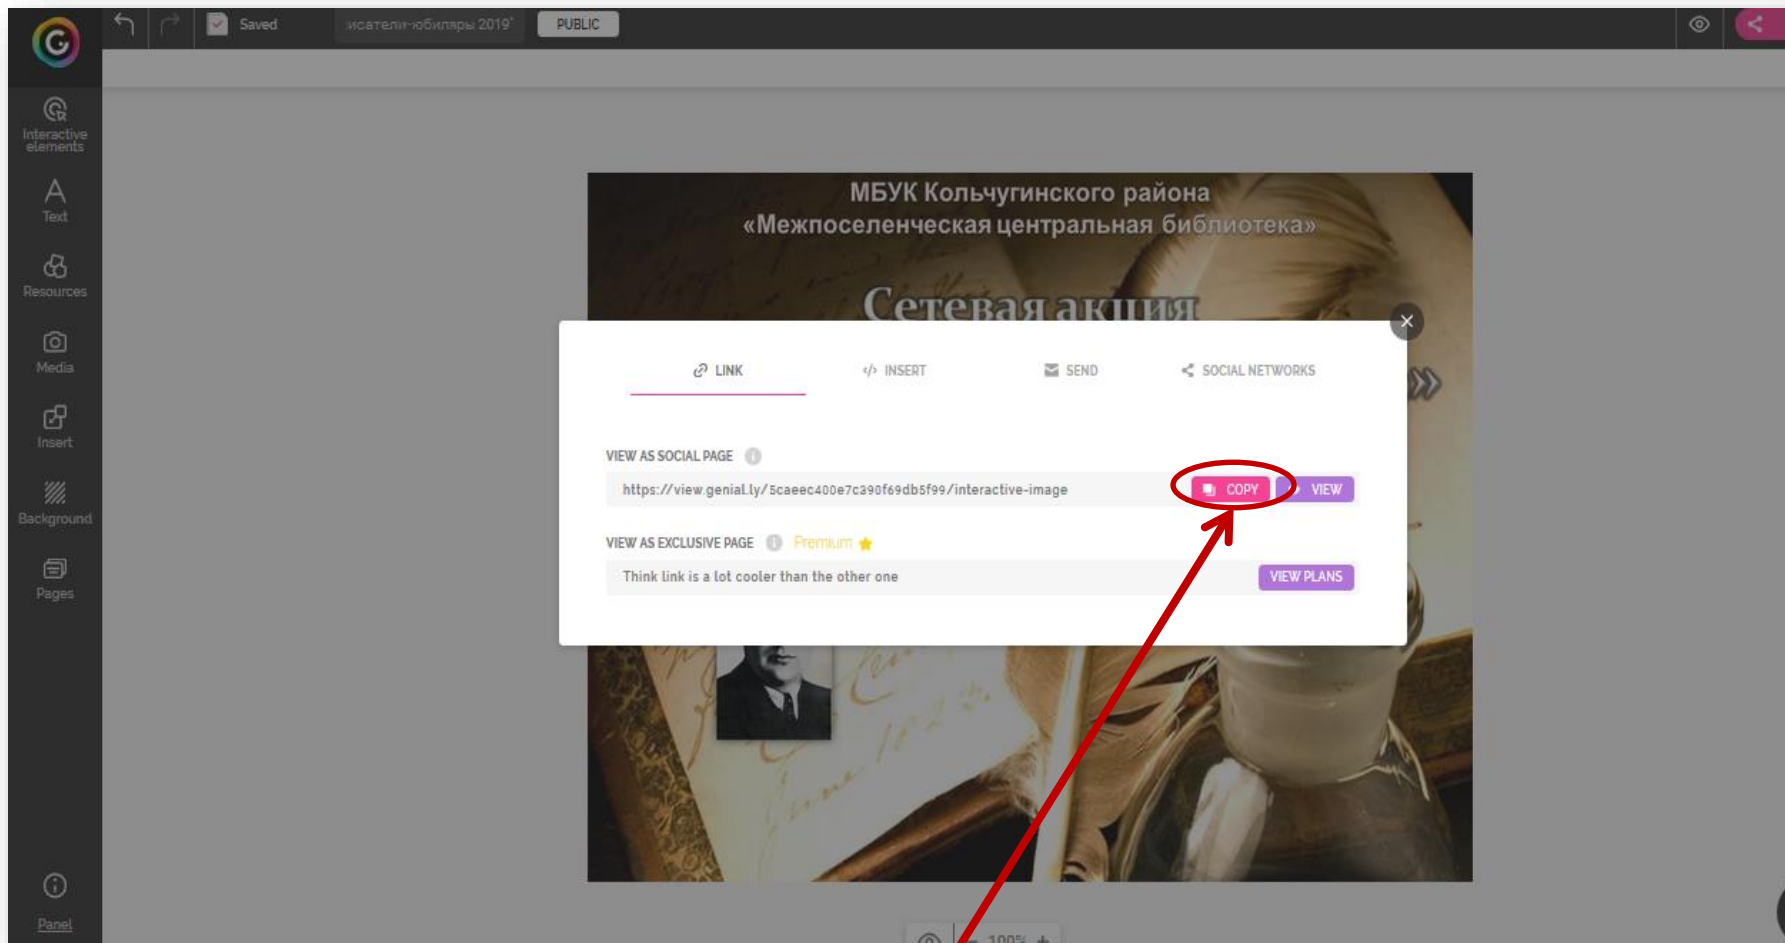 Saved
исатели-юбиляры 2019"
PUBLIC
Interactive
elements
Text
Resources
Media
Insert
Background
Pages
Panel
МБУК Кольчугинского района
«Межпоселенческая центральная библиотека»
Сетевая акция
»
LINK
</> INSERT
SEND
SOCIAL NETWORKS
VIEW AS SOCIAL PAGE
https://view.genial.ly/5caeec400e7c390f69db5f99/interactive-image
COPY
VIEW
VIEW AS EXCLUSIVE PAGE
Premium
Think link is a lot cooler than the other one
VIEW PLANS
100%